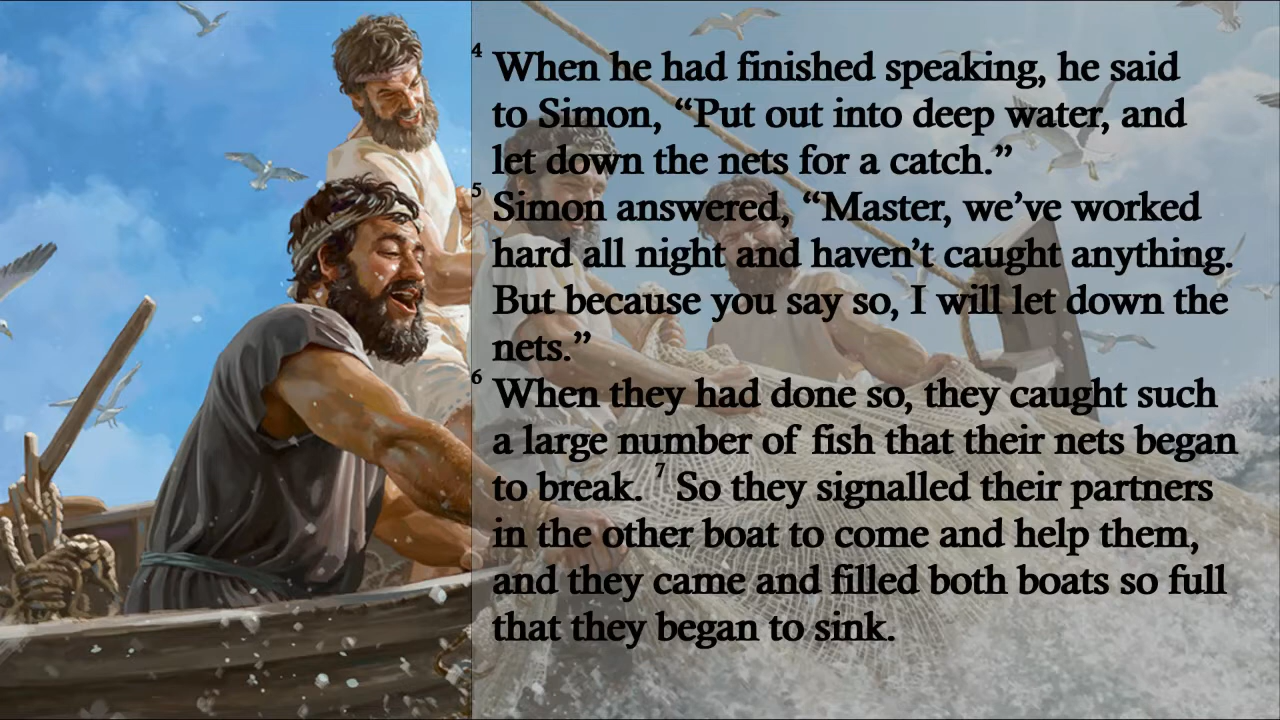 4 When he had finished speaking, he said
to Simon, “Put out into deep water, and
let down the nets for a catch.”
5 Simon answered, “Master, we’ve worked
hard all night and haven’t caught anything.
But because you say so, I will let down the
nets.”
6 When they had done so, they caught such
a large number of fish that their nets began
to break. 7 So they signalled their partners
in the other boat to come and help them,
and they came and filled both boats so full
that they began to sink.